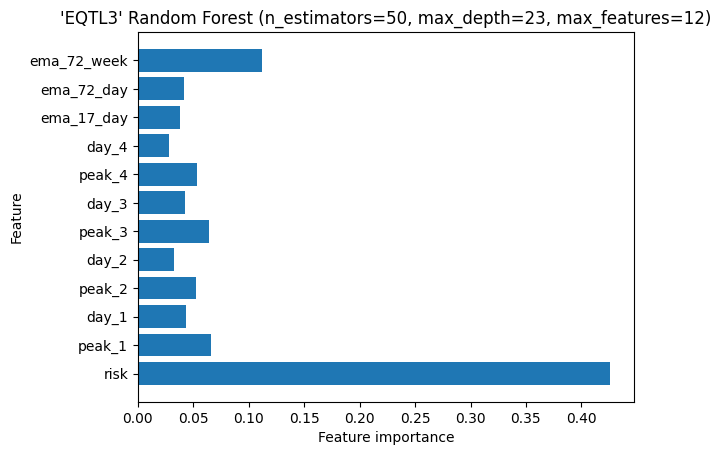 'EQTL3' Random Forest (n_estimators=50, max_depth=23, max_features=12)
Feature
ema_72_week
ema_72_day
ema_17_day
day_4
peak_4
day_3
peak_3
day_2
peak_2
day_1
peak_1
risk
0.00 0.05 0.10 0.15 0.20 0.25 0.30 0.35 0.40
Feature importance